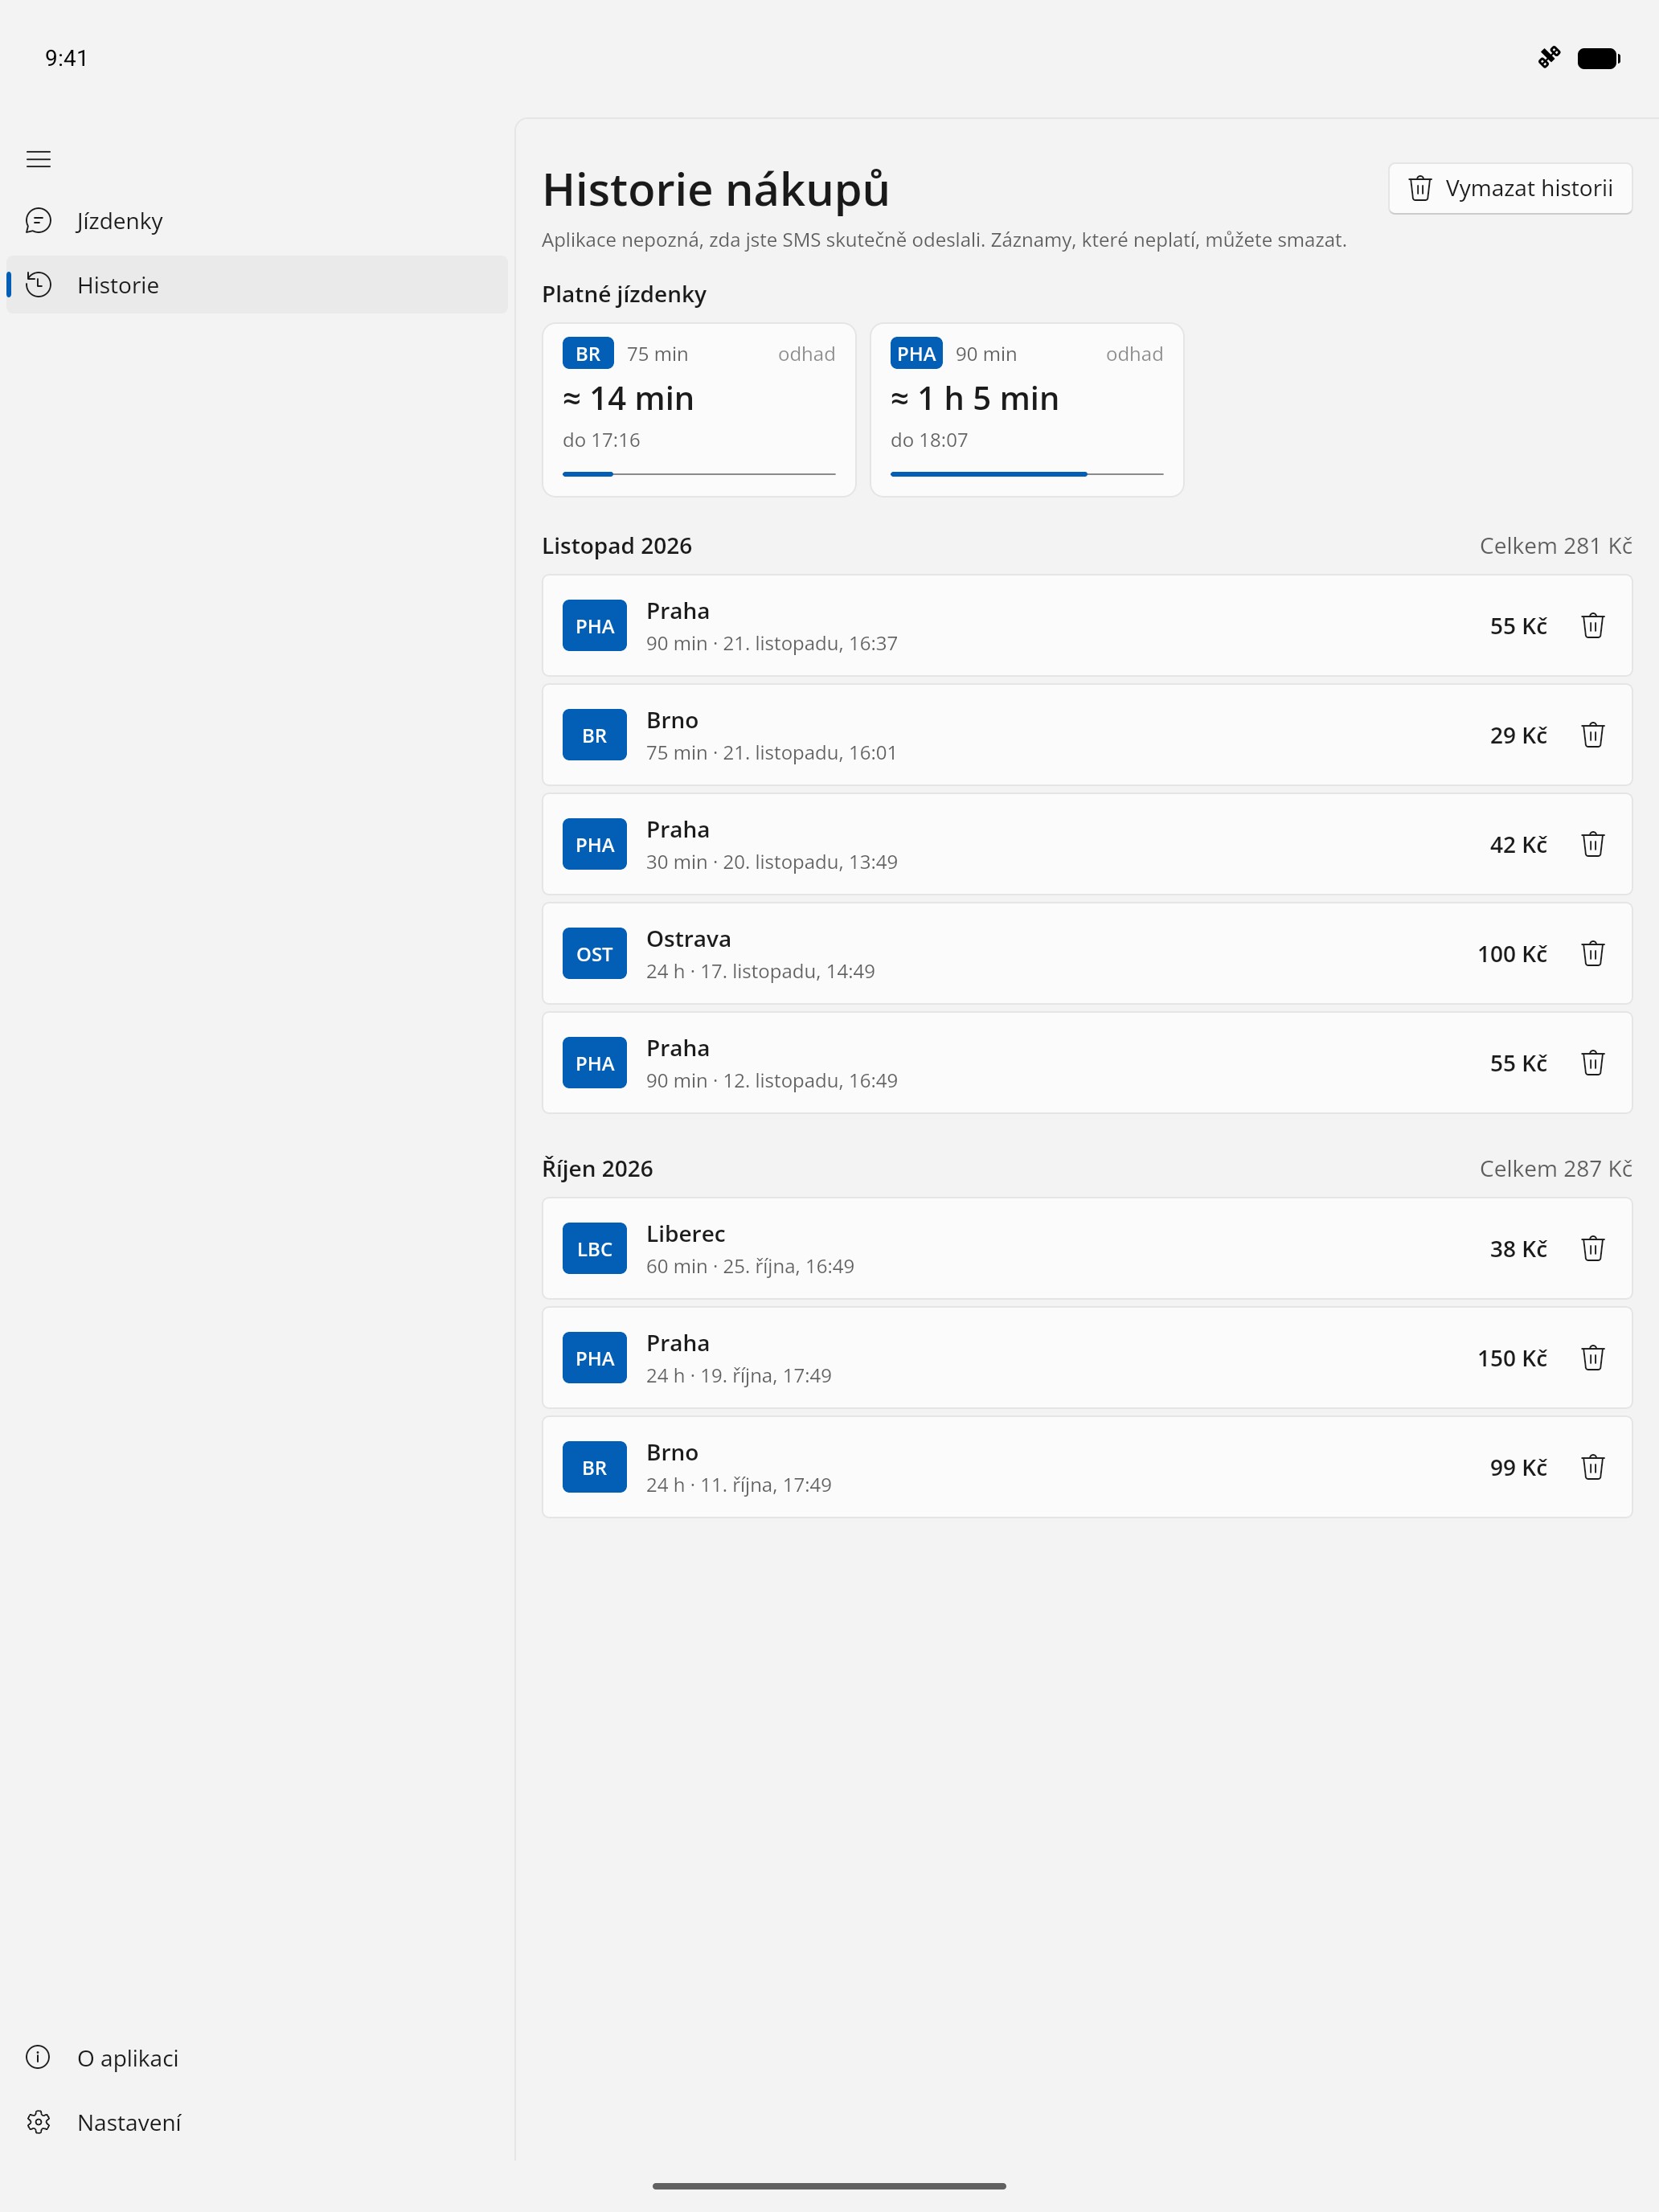 9:41
Jízdenky
Historie
Historie nákupů
Vymazat historii
Aplikace nepozná, zda jste SMS skutečně odeslali. Záznamy, které neplatí, můžete smazat.
Platné jízdenky
BR 75 min odhad
≈ 14 min
do 17:16
PHA 90 min odhad
≈ 1 h 5 min
do 18:07
Listopad 2026 Celkem 281 Kč
PHA Praha 55 Kč
90 min · 21. listopadu, 16:37
BR Brno 29 Kč
75 min · 21. listopadu, 16:01
PHA Praha 42 Kč
30 min · 20. listopadu, 13:49
OST Ostrava 100 Kč
24 h · 17. listopadu, 14:49
PHA Praha 55 Kč
90 min · 12. listopadu, 16:49
Říjen 2026 Celkem 287 Kč
LBC Liberec 38 Kč
60 min · 25. října, 16:49
PHA Praha 150 Kč
24 h · 19. října, 17:49
BR Brno 99 Kč
24 h · 11. října, 17:49
O aplikaci
Nastavení